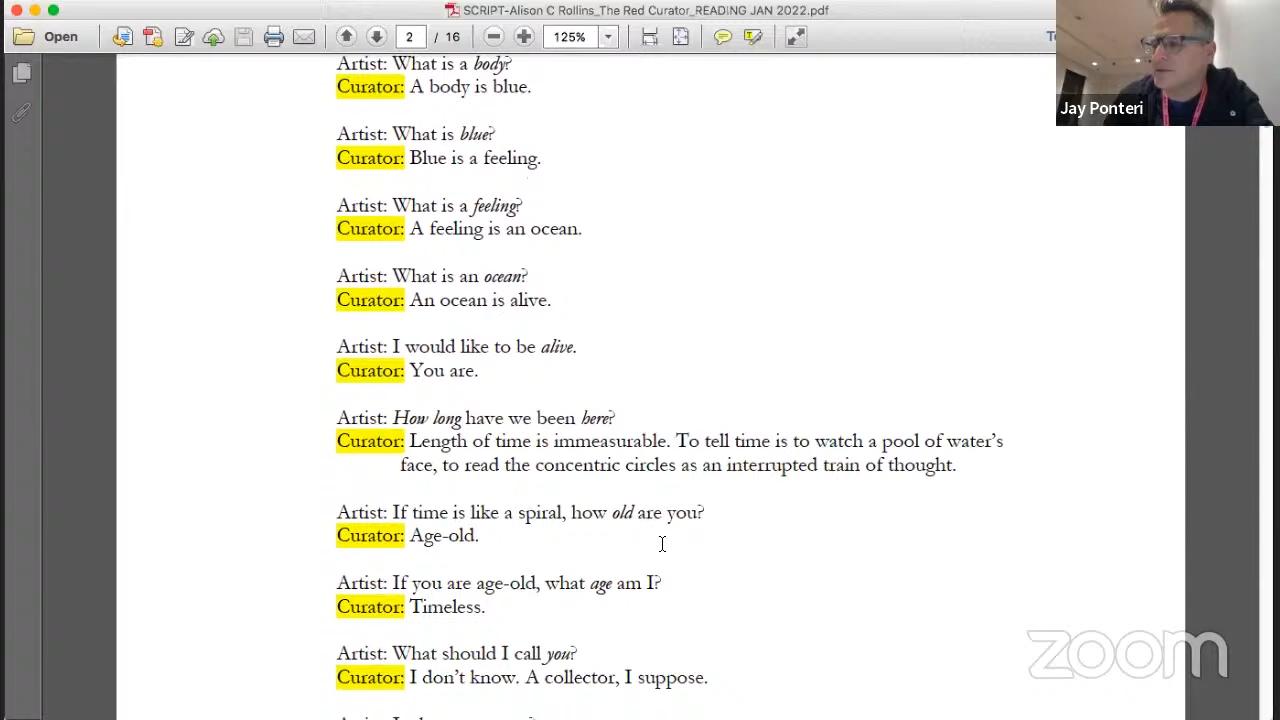 SCRIPT-Alison C Rollins_The Red Curator_READING JAN 2022.pdf
Open
2 / 16
125%
Jay Ponteri
Artist: What is a body?
Curator: A body is blue.
Artist: What is blue?
Curator: Blue is a feeling.
Artist: What is a feeling?
Curator: A feeling is an ocean.
Artist: What is an ocean?
Curator: An ocean is alive.
Artist: I would like to be alive.
Curator: You are.
Artist: How long have we been here?
Curator: Length of time is immeasurable. To tell time is to watch a pool of water’s
face, to read the concentric circles as an interrupted train of thought.
Artist: If time is like a spiral, how old are you?
Curator: Age-old.
Artist: If you are age-old, what age am I?
Curator: Timeless.
Artist: What should I call you?
Curator: I don’t know. A collector, I suppose.
zoom